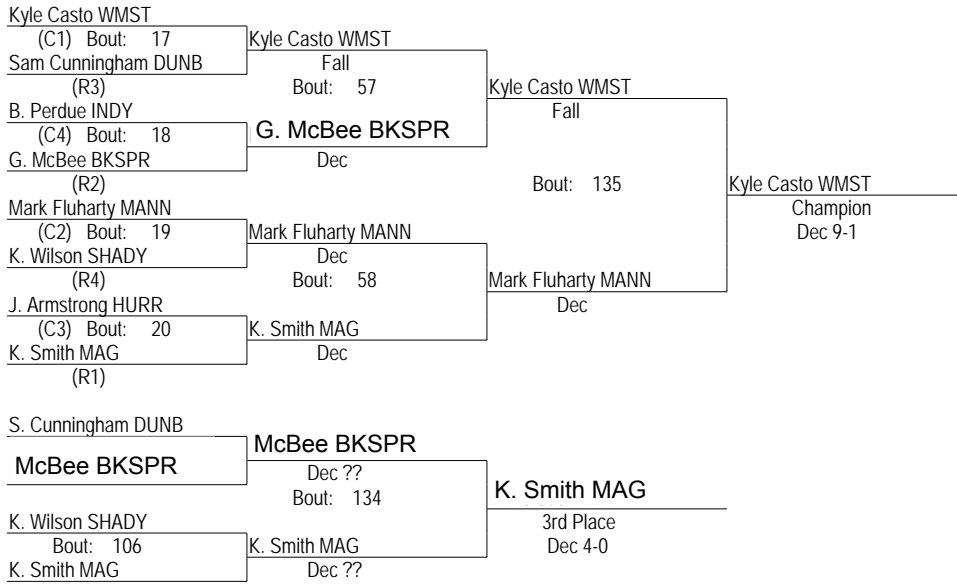 Kyle Casto WMST
(C1) Bout: 17
Kyle Casto WMST
Sam Cunningham DUNB
Fall
(R3)
Bout: 57
Kyle Casto WMST
B. Perdue INDY
Fall
(C4) Bout: 18
G. McBee BKSPR
G. McBee BKSPR
Dec
(R2)
Bout: 135
Kyle Casto WMST
Mark Fluharty MANN
Champion
(C2) Bout: 19
Mark Fluharty MANN
Dec 9-1
K. Wilson SHADY
Dec
(R4)
Bout: 58
Mark Fluharty MANN
J. Armstrong HURR
Dec
(C3) Bout: 20
K. Smith MAG
K. Smith MAG
Dec
(R1)
S. Cunningham DUNB
McBee BKSPR
McBee BKSPR
Dec ??
Bout: 134
K. Smith MAG
K. Wilson SHADY
3rd Place
Bout: 106
K. Smith MAG
Dec 4-0
K. Smith MAG
Dec ??